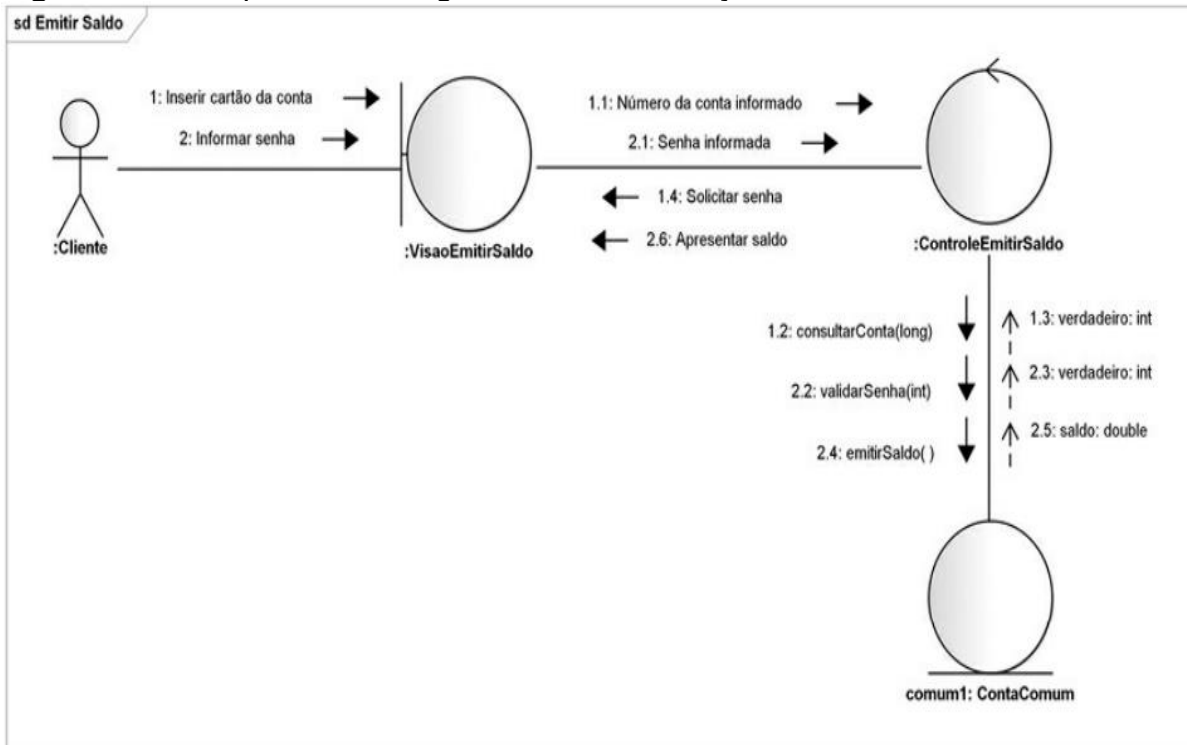 sd Emitir Saldo
1: Inserir cartão da conta
2: Informar senha
1.1: Número da conta informado
2.1: Senha informada
1.4: Solicitar senha
2.6: Apresentar saldo
:Cliente
:VisaoEmitirSaldo
:ControleEmitirSaldo
1.2: consultarConta(long)
1.3: verdadeiro: int
2.2: validarSenha(int)
2.3: verdadeiro: int
2.4: emitirSaldo( )
2.5: saldo: double
comum1: ContaComum